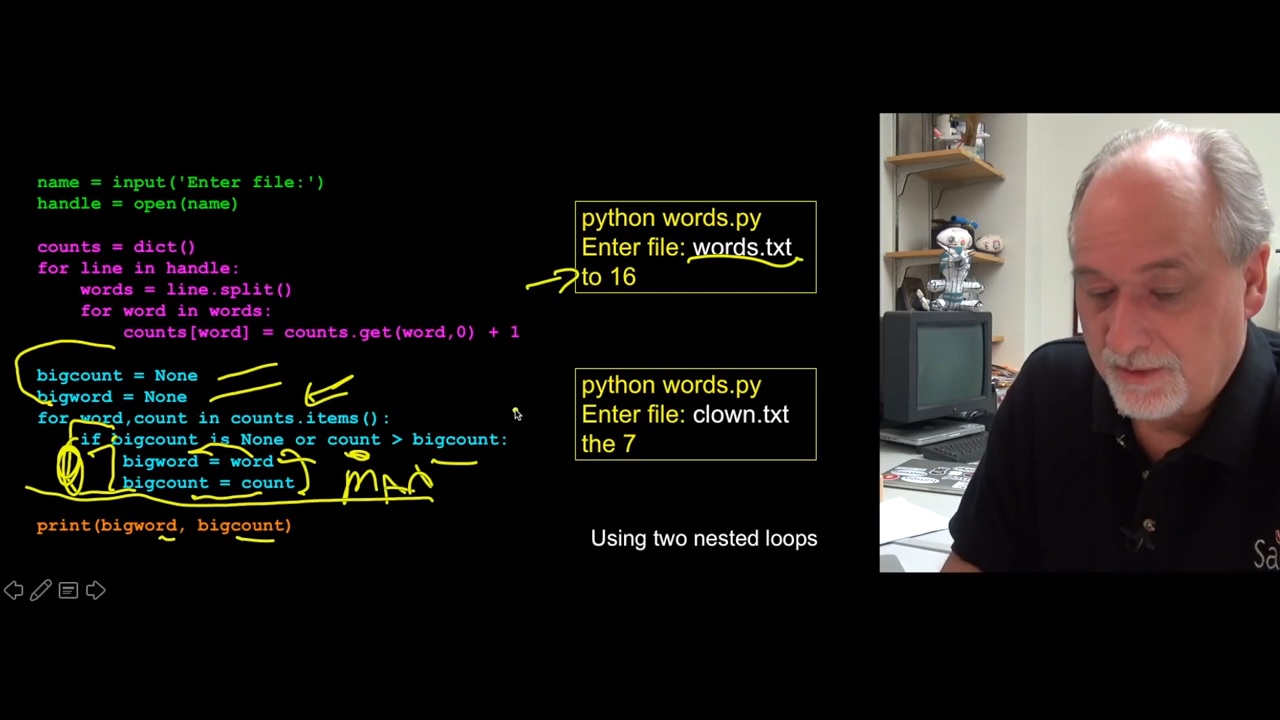 name = input('Enter file:')
handle = open(name)
counts = dict()
for line in handle:
words = line.split()
for word in words:
counts[word] = counts.get(word,0) + 1
bigcount = None
bigword = None
for word,count in counts.items():
if bigcount is None or count > bigcount:
bigword = word
bigcount = count
MAX
print(bigword, bigcount)
python words.py
Enter file: words.txt
to 16
python words.py
Enter file: clown.txt
the 7
Using two nested loops
Sa